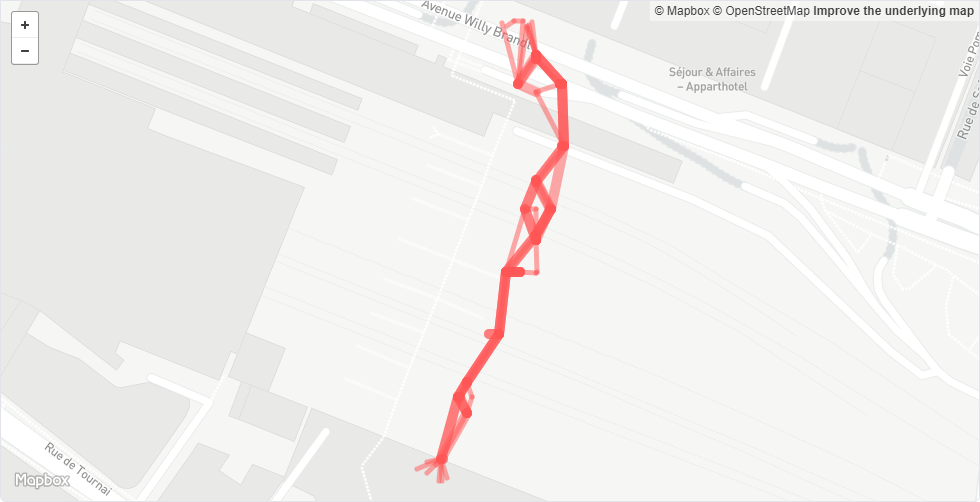 © Mapbox © OpenStreetMap Improve the underlying map
+
−
Avenue Willy Brandt
Séjour & Affaires
– Apparthotel
Rue de Tournai
Mapbox